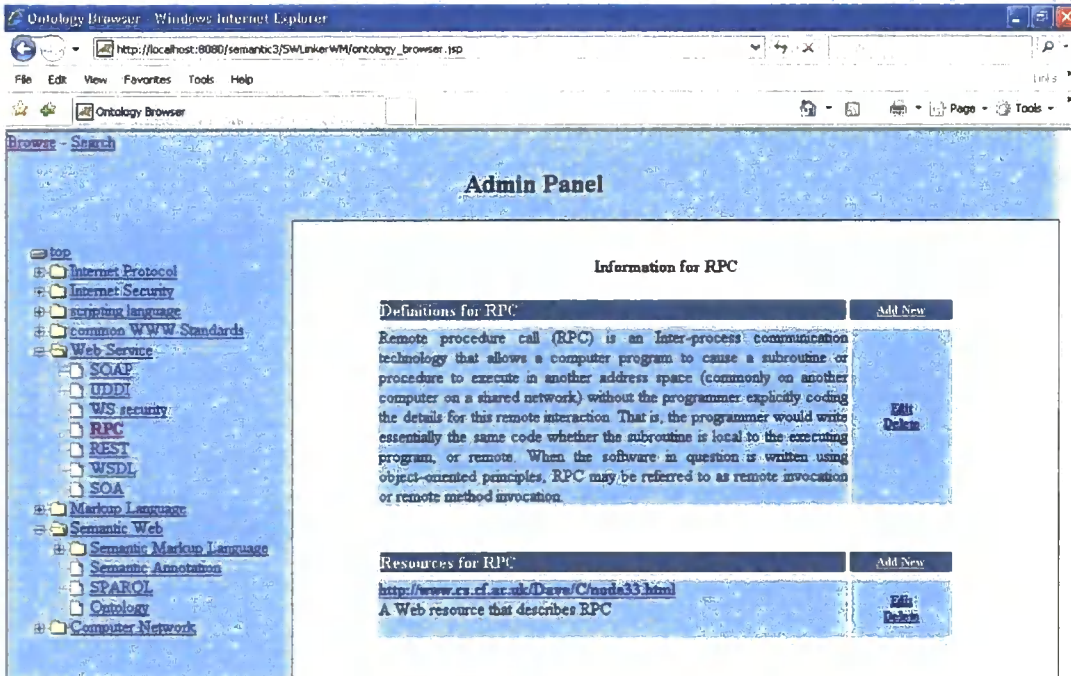 Ontology Browser - Windows Internet Explorer
http://localhost:8080/semantic3/SWLinkerWM/ontology_browser.jsp
File Edit View Favorites Tools Help
Links
Ontology Browser
Page Tools
Browse - Search
Admin Panel
top
Internet Protocol
Internet Security
scripting language
common WWW Standards
Web Service
SOAP
UDDI
WS security
RPC
REST
WSDL
SOA
Markup Language
Semantic Web
Semantic Markup Language
Semantic Annotation
SPARQL
Ontology
Computer Network
Information for RPC
Definitions for RPC Add New
Remote procedure call (RPC) is an Inter-process communication
technology that allows a computer program to cause a subroutine or
procedure to execute in another address space (commonly on another
computer on a shared network) without the programmer explicitly coding
the details for this remote interaction. That is, the programmer would write
essentially the same code whether the subroutine is local to the executing
program, or remote. When the software in question is written using
object-oriented principles, RPC may be referred to as remote invocation
or remote method invocation.
Edit
Delete
Resources for RPC Add New
http://www.cs.cf.ac.uk/Dave/C/node33.html
A Web resource that describes RPC
Edit
Delete